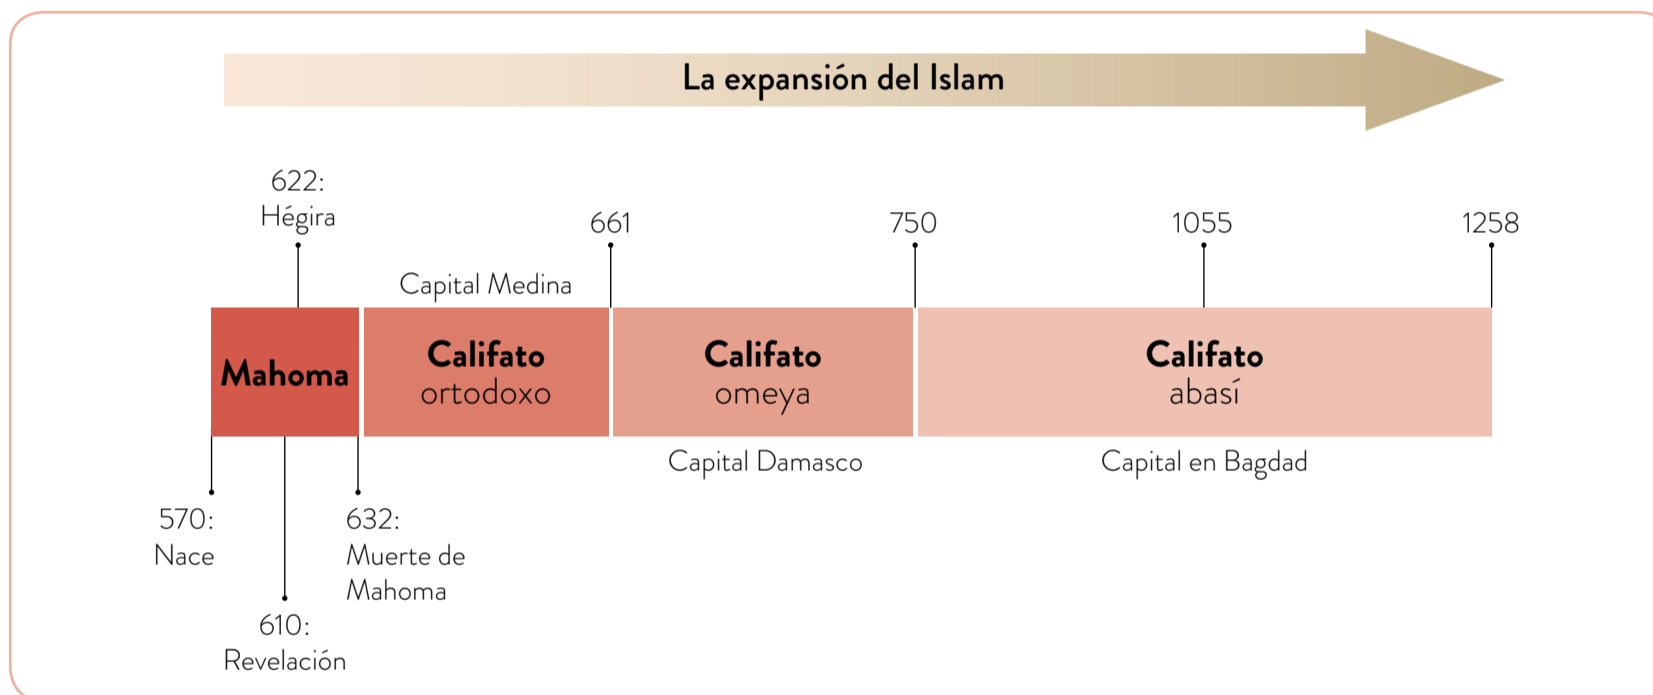 La expansión del Islam
622:
Hégira
661
750
1055
1258
Capital Medina
Mahoma
Califato
ortodoxo
Califato
omeya
Califato
abasí
Capital Damasco
Capital en Bagdad
570:
Nace
632:
Muerte de
Mahoma
610:
Revelación